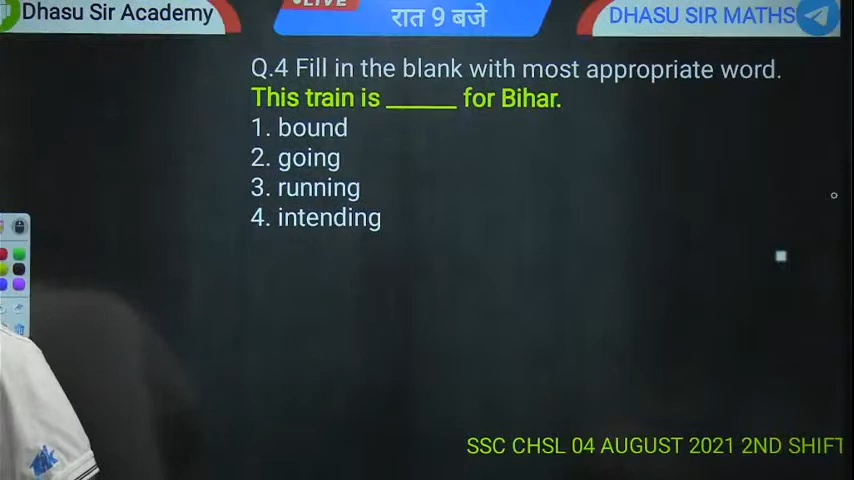 Dhasu Sir Academy
LIVE
रात 9 बजे
DHASU SIR MATHS
Q.4 Fill in the blank with most appropriate word.
This train is ______ for Bihar.
1. bound
2. going
3. running
4. intending
SSC CHSL 04 AUGUST 2021 2ND SHIFT